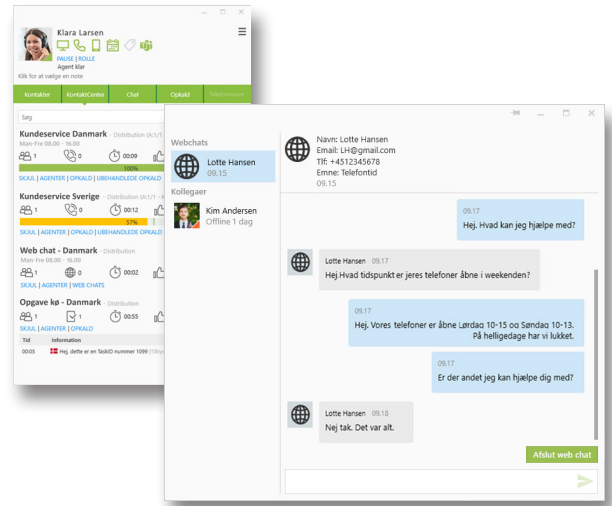 Klara Larsen
PAUSE | ROLLE
Agent klar
Klik for at vælge en note
Kontakter KontaktCenter Chat Opkald Telefonsvarer
Søg
Kundeservice Danmark - Distribution (A:1/1
Man-Fre 08.00 - 16.00
1 0 00:09
100%
SKJUL | AGENTER | OPKALD | UBEHANDLEDE OPKALD
Kundeservice Sverige - Distribution (A:1/1 -
1 0 00:12
57%
SKJUL | AGENTER | OPKALD | UBEHANDLEDE OPKALD
Web chat - Danmark - Distribution
Man-Fre 08.00 - 16.00
1 0 00:02
SKJUL | AGENTER | WEB CHATS
Opgave kø - Danmark - Distribution
1 1 00:55
SKJUL | AGENTER | OPKALD
Tid Information
00:05 Hej, dette er en TaskID nummer 1099
Webchats
Lotte Hansen
09.15
Kollegaer
Kim Andersen
Offline 1 dag
Navn: Lotte Hansen
Email: LH@gmail.com
Tlf: +4512345678
Emne: Telefontid
09.15
09.17
Hej. Hvad kan jeg hjælpe med?
Lotte Hansen 09.17
Hej.Hvad tidspunkt er jeres telefoner åbne i weekenden?
09.17
Hej. Vores telefoner er åbne Lørdag 10-15 og Søndag 10-13.
På helligedage har vi lukket.
09.17
Er der andet jeg kan hjælpe dig med?
Lotte Hansen 09.18
Nej tak. Det var alt.
Afslut web chat